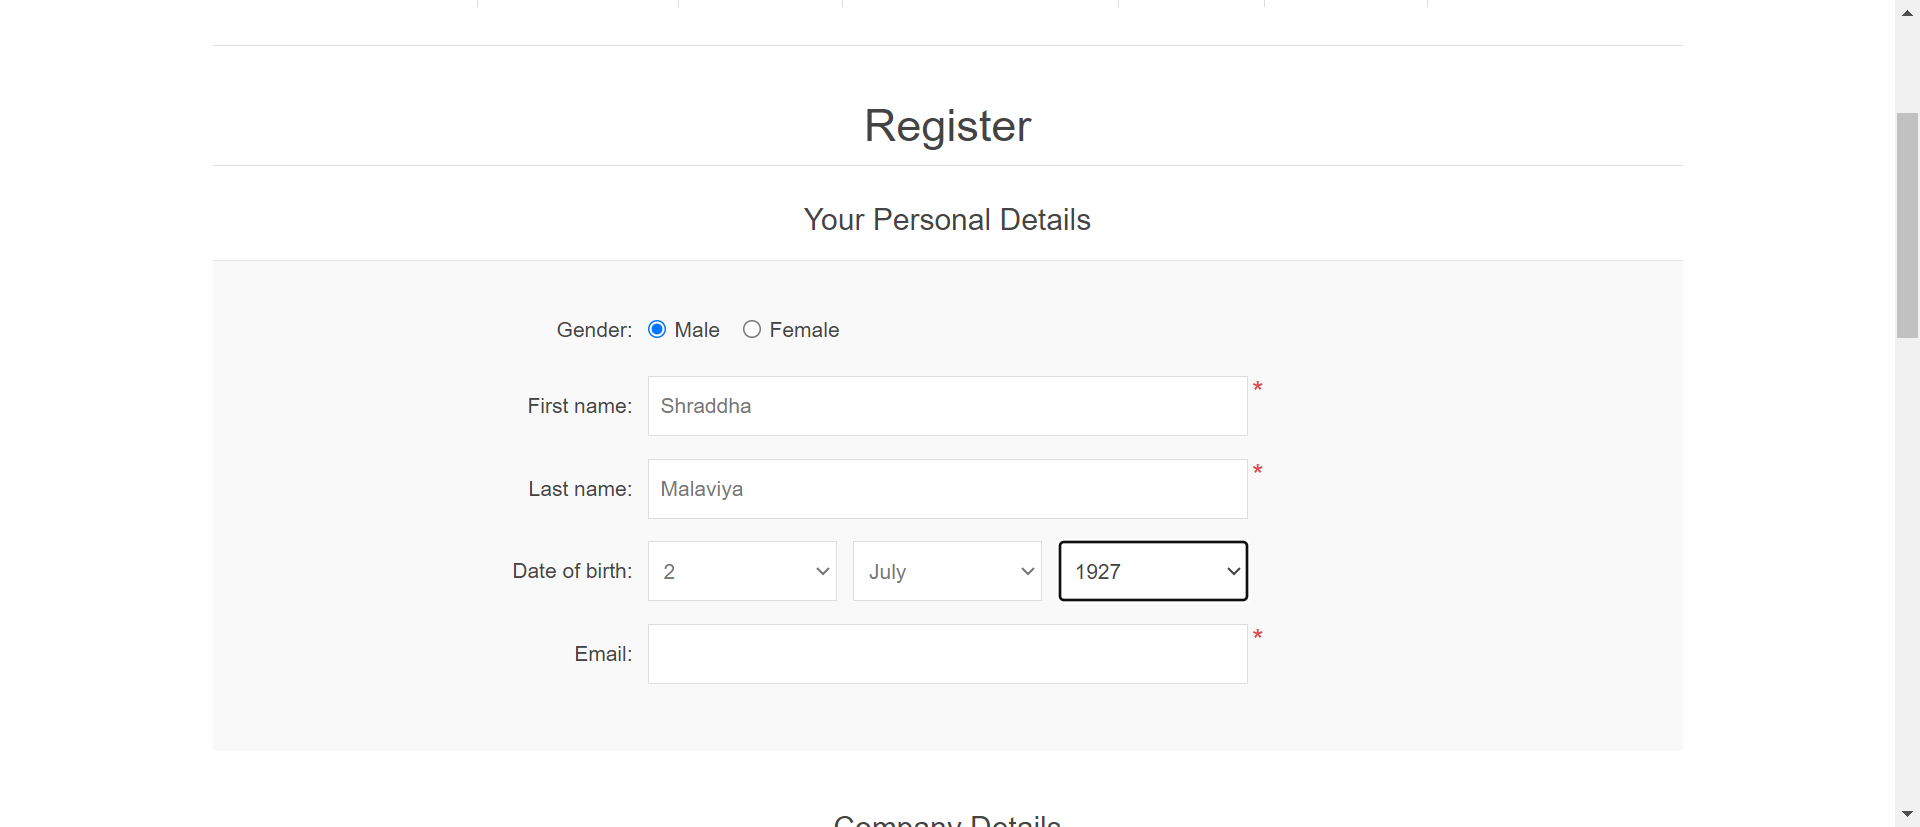 Register
Your Personal Details
Gender: Male Female
First name: Shraddha *
Last name: Malaviya *
Date of birth: 2 July 1927
Email: *
Company Details